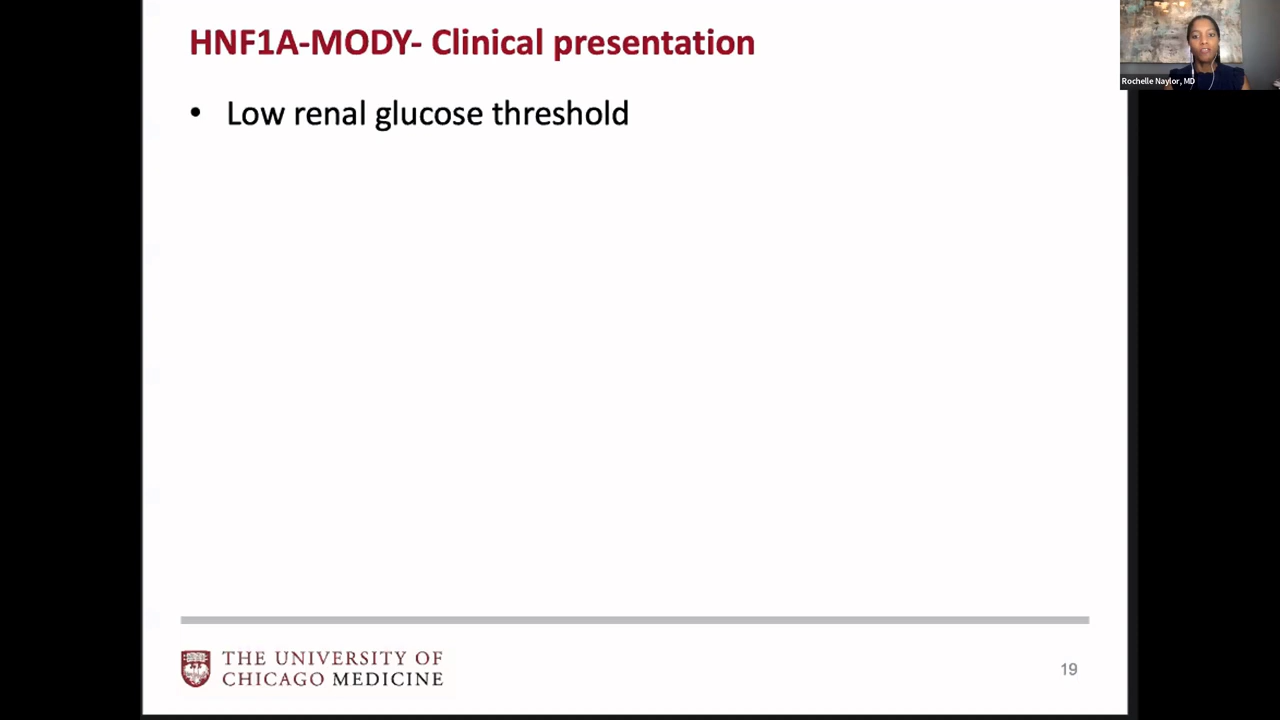 HNF1A-MODY- Clinical presentation
• Low renal glucose threshold
Rochelle Naylor, MD
THE UNIVERSITY OF
CHICAGO MEDICINE
19